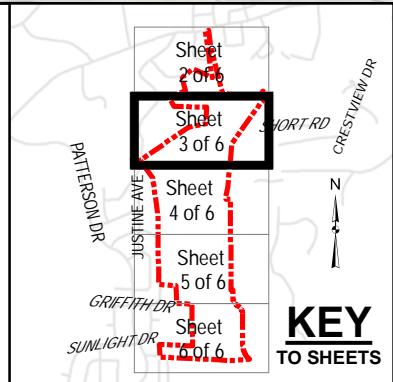 Sheet
2 of 6
Sheet
3 of 6
SHORT RD
CRESTVIEW DR
PATTERSON DR
JUSTINE AVE
N
Sheet
4 of 6
Sheet
5 of 6
GRIFFITH DR
Sheet
6 of 6
SUNLIGHT DR
KEY
TO SHEETS